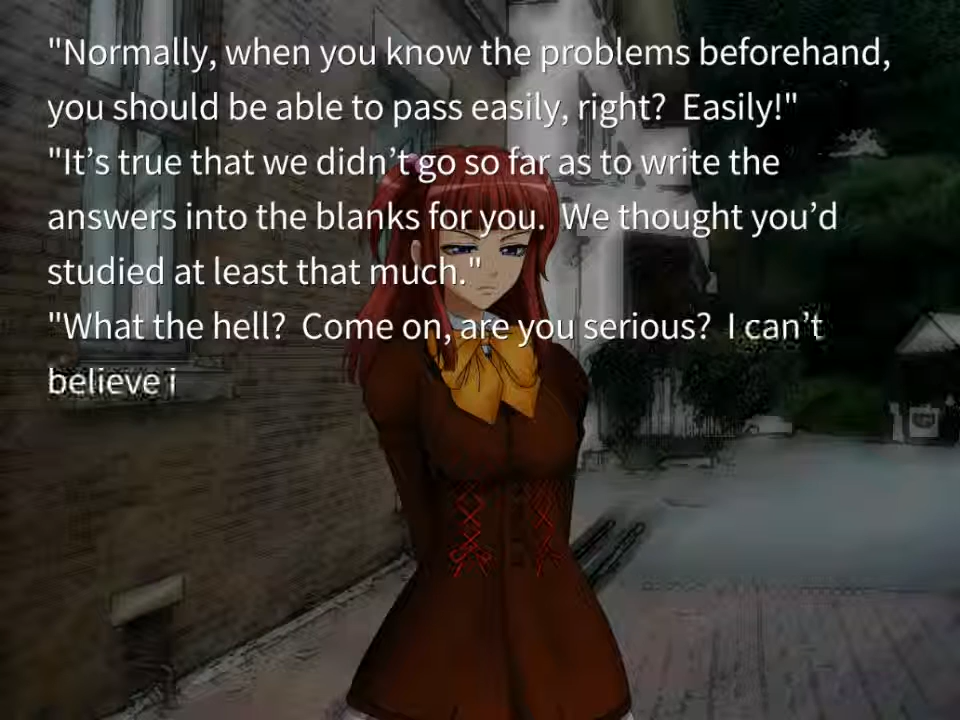 "Normally, when you know the problems beforehand,
you should be able to pass easily, right?  Easily!"
"It’s true that we didn’t go so far as to write the
answers into the blanks for you.  We thought you’d
studied at least that much."
"What the hell?  Come on, are you serious?  I can’t
believe i